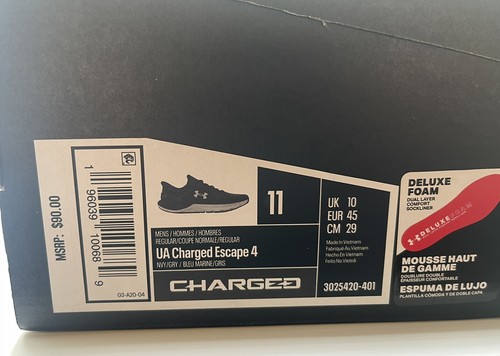 MSRP: $90.00
1 96039 10068 9
G3-A2D-04
11
MENS / HOMMES / HOMBRES
REGULAR/COUPE NORMALE/REGULAR
UA Charged Escape 4
NVY/GRY / BLEU MARINE/GRIS
CHARGED
UK 10
EUR 45
CM 29
Made In Vietnam
Fabriqué Au Vietnam
Hecho En Vietnam
Feito No Vietnã
3025420-401
DELUXE
FOAM
DUAL LAYER
COMFORT
SOCKLINER
DELUXEFOAM
MOUSSE HAUT
DE GAMME
DOUBLURE DOUBLE
ÉPAISSEUR CONFORTABLE
ESPUMA DE LUJO
PLANTILLA CÓMODA Y DE DOBLE CAPA